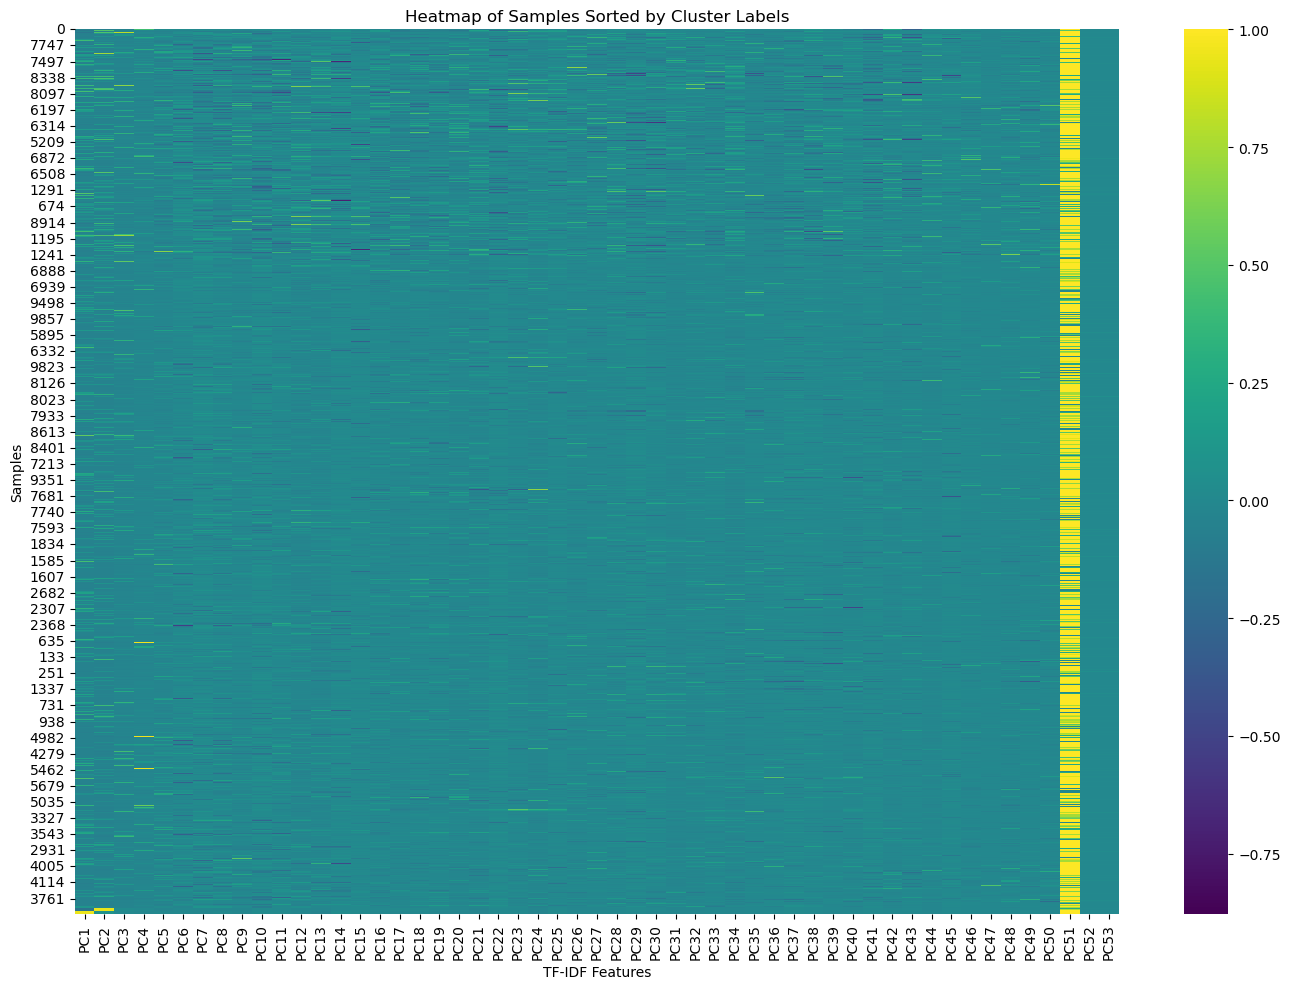 Heatmap of Samples Sorted by Cluster Labels
0
7747
7497
8338
8097
6197
6314
5209
6872
6508
1291
674
8914
1195
1241
6888
6939
9498
9857
5895
6332
9823
8126
8023
7933
8613
8401
7213
9351
7681
7740
7593
1834
1585
1607
2682
2307
2368
635
133
251
1337
731
938
4982
4279
5462
5679
5035
3327
3543
2931
4005
4114
3761
Samples
PC1
PC2
PC3
PC4
PC5
PC6
PC7
PC8
PC9
PC10
PC11
PC12
PC13
PC14
PC15
PC16
PC17
PC18
PC19
PC20
PC21
PC22
PC23
PC24
PC25
PC26
PC27
PC28
PC29
PC30
PC31
PC32
PC33
PC34
PC35
PC36
PC37
PC38
PC39
PC40
PC41
PC42
PC43
PC44
PC45
PC46
PC47
PC48
PC49
PC50
PC51
PC52
PC53
TF-IDF Features
1.00
0.75
0.50
0.25
0.00
−0.25
−0.50
−0.75